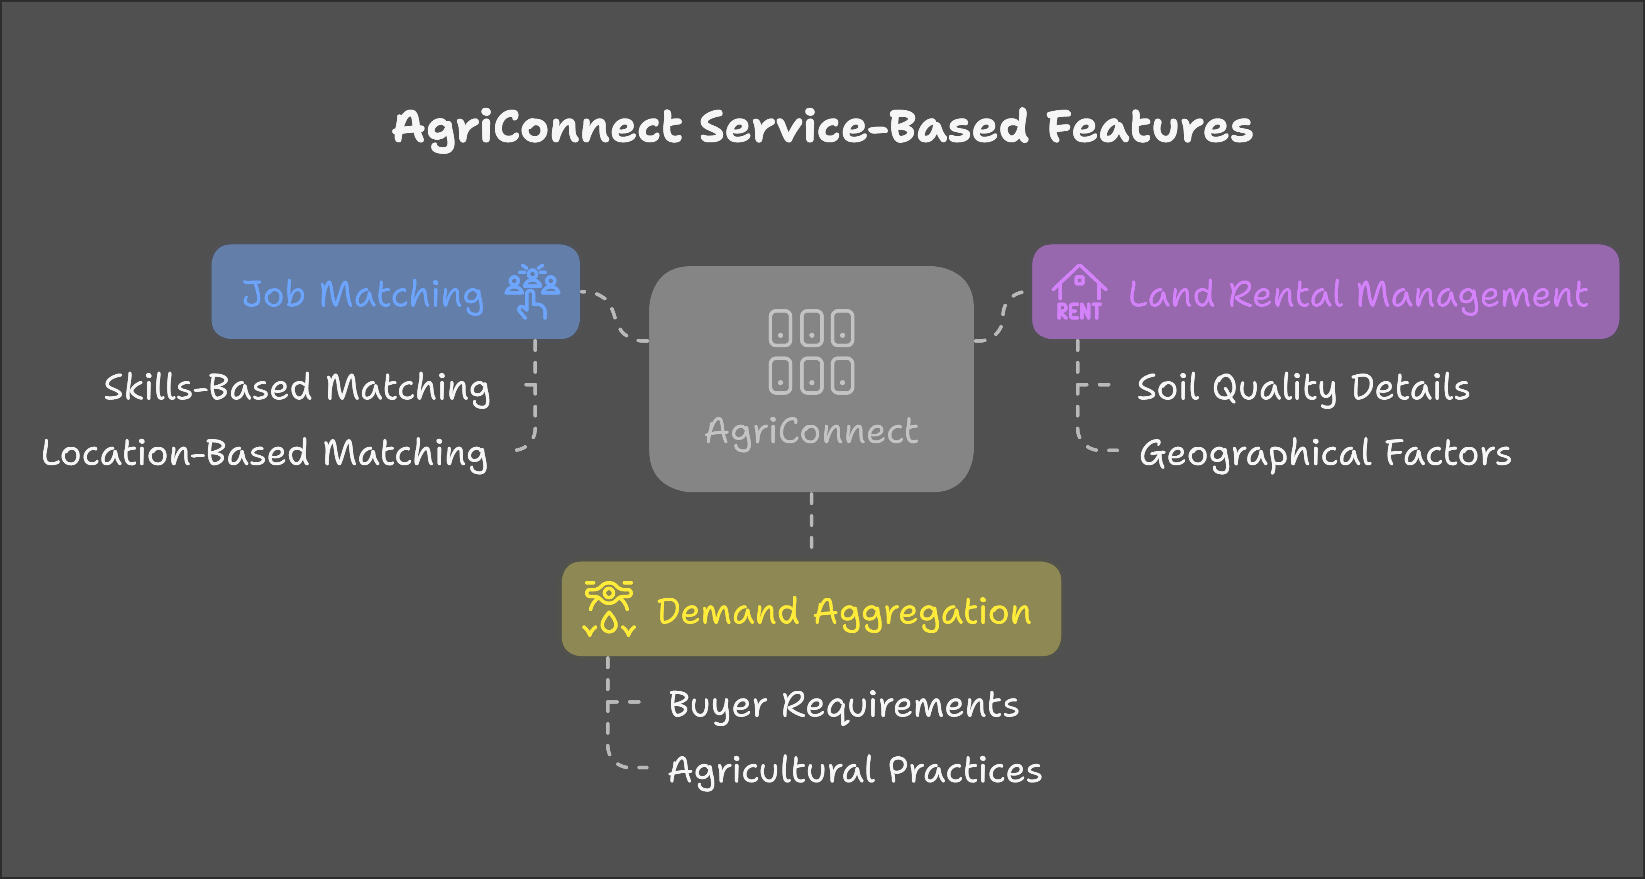 AgriConnect Service-Based Features
Job Matching
Skills-Based Matching
Location-Based Matching
AgriConnect
RENT
Land Rental Management
Soil Quality Details
Geographical Factors
Demand Aggregation
Buyer Requirements
Agricultural Practices